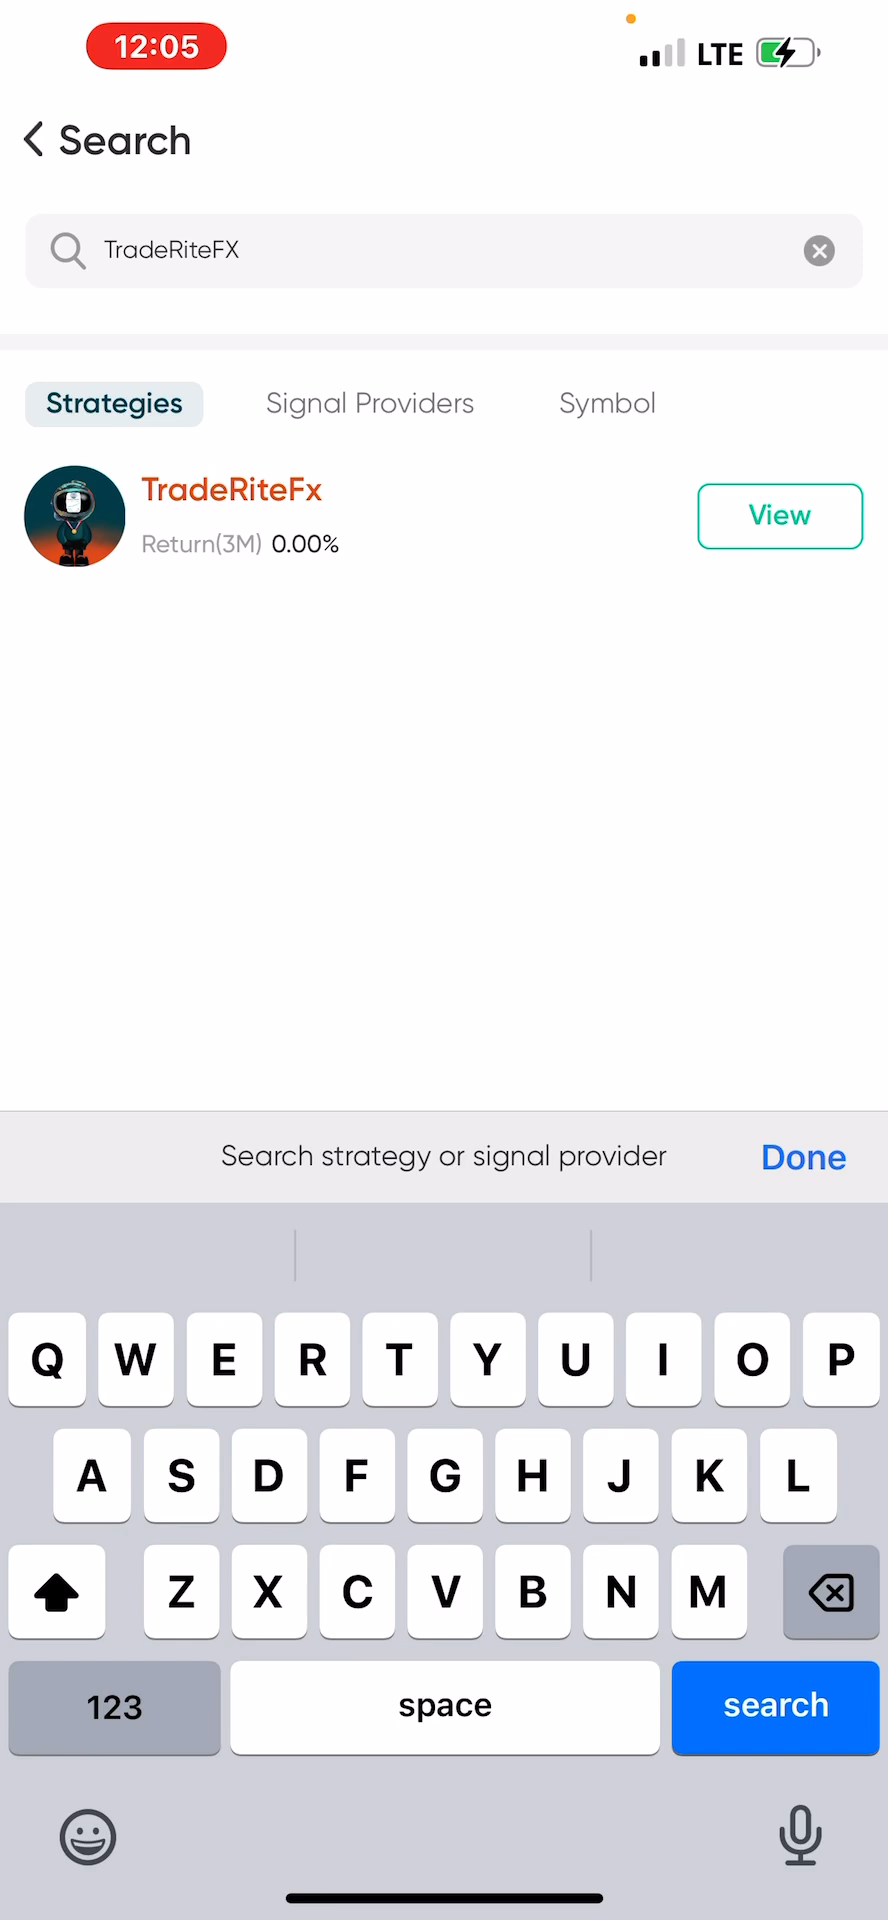 12:05
LTE
Search
TradeRiteFX
Strategies
Signal Providers
Symbol
TradeRiteFx
Return(3M) 0.00%
View
Search strategy or signal provider
Done
Q W E R T Y U I O P
A S D F G H J K L
Z X C V B N M
123
space
search